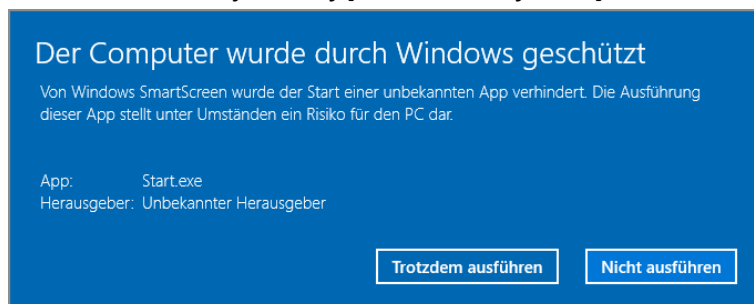 Der Computer wurde durch Windows geschützt
Von Windows SmartScreen wurde der Start einer unbekannten App verhindert. Die Ausführung
dieser App stellt unter Umständen ein Risiko für den PC dar.
App: Start.exe
Herausgeber: Unbekannter Herausgeber
Trotzdem ausführen Nicht ausführen